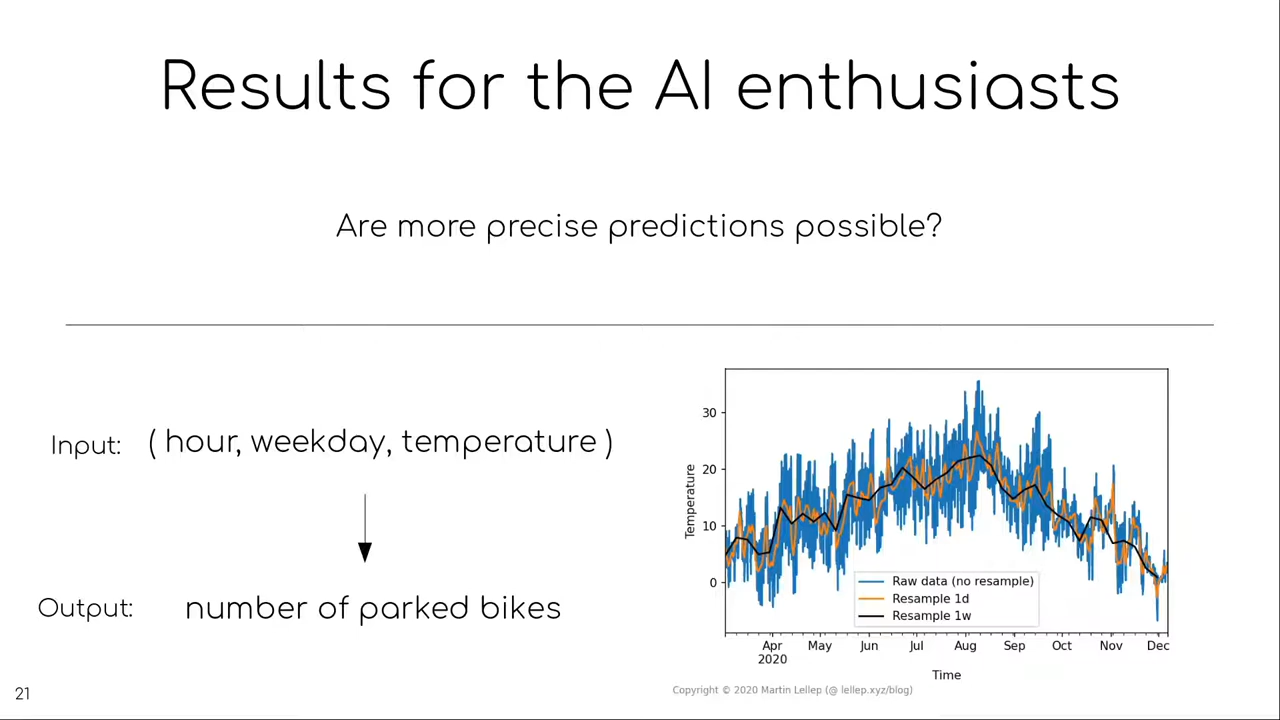 Results for the AI enthusiasts
Are more precise predictions possible?
Input: ( hour, weekday, temperature )
Output: number of parked bikes
Temperature
30
20
10
0
Raw data (no resample)
Resample 1d
Resample 1w
Apr May Jun Jul Aug Sep Oct Nov Dec
2020
Time
Copyright © 2020 Martin Lellep (@ lellep.xyz/blog)
21